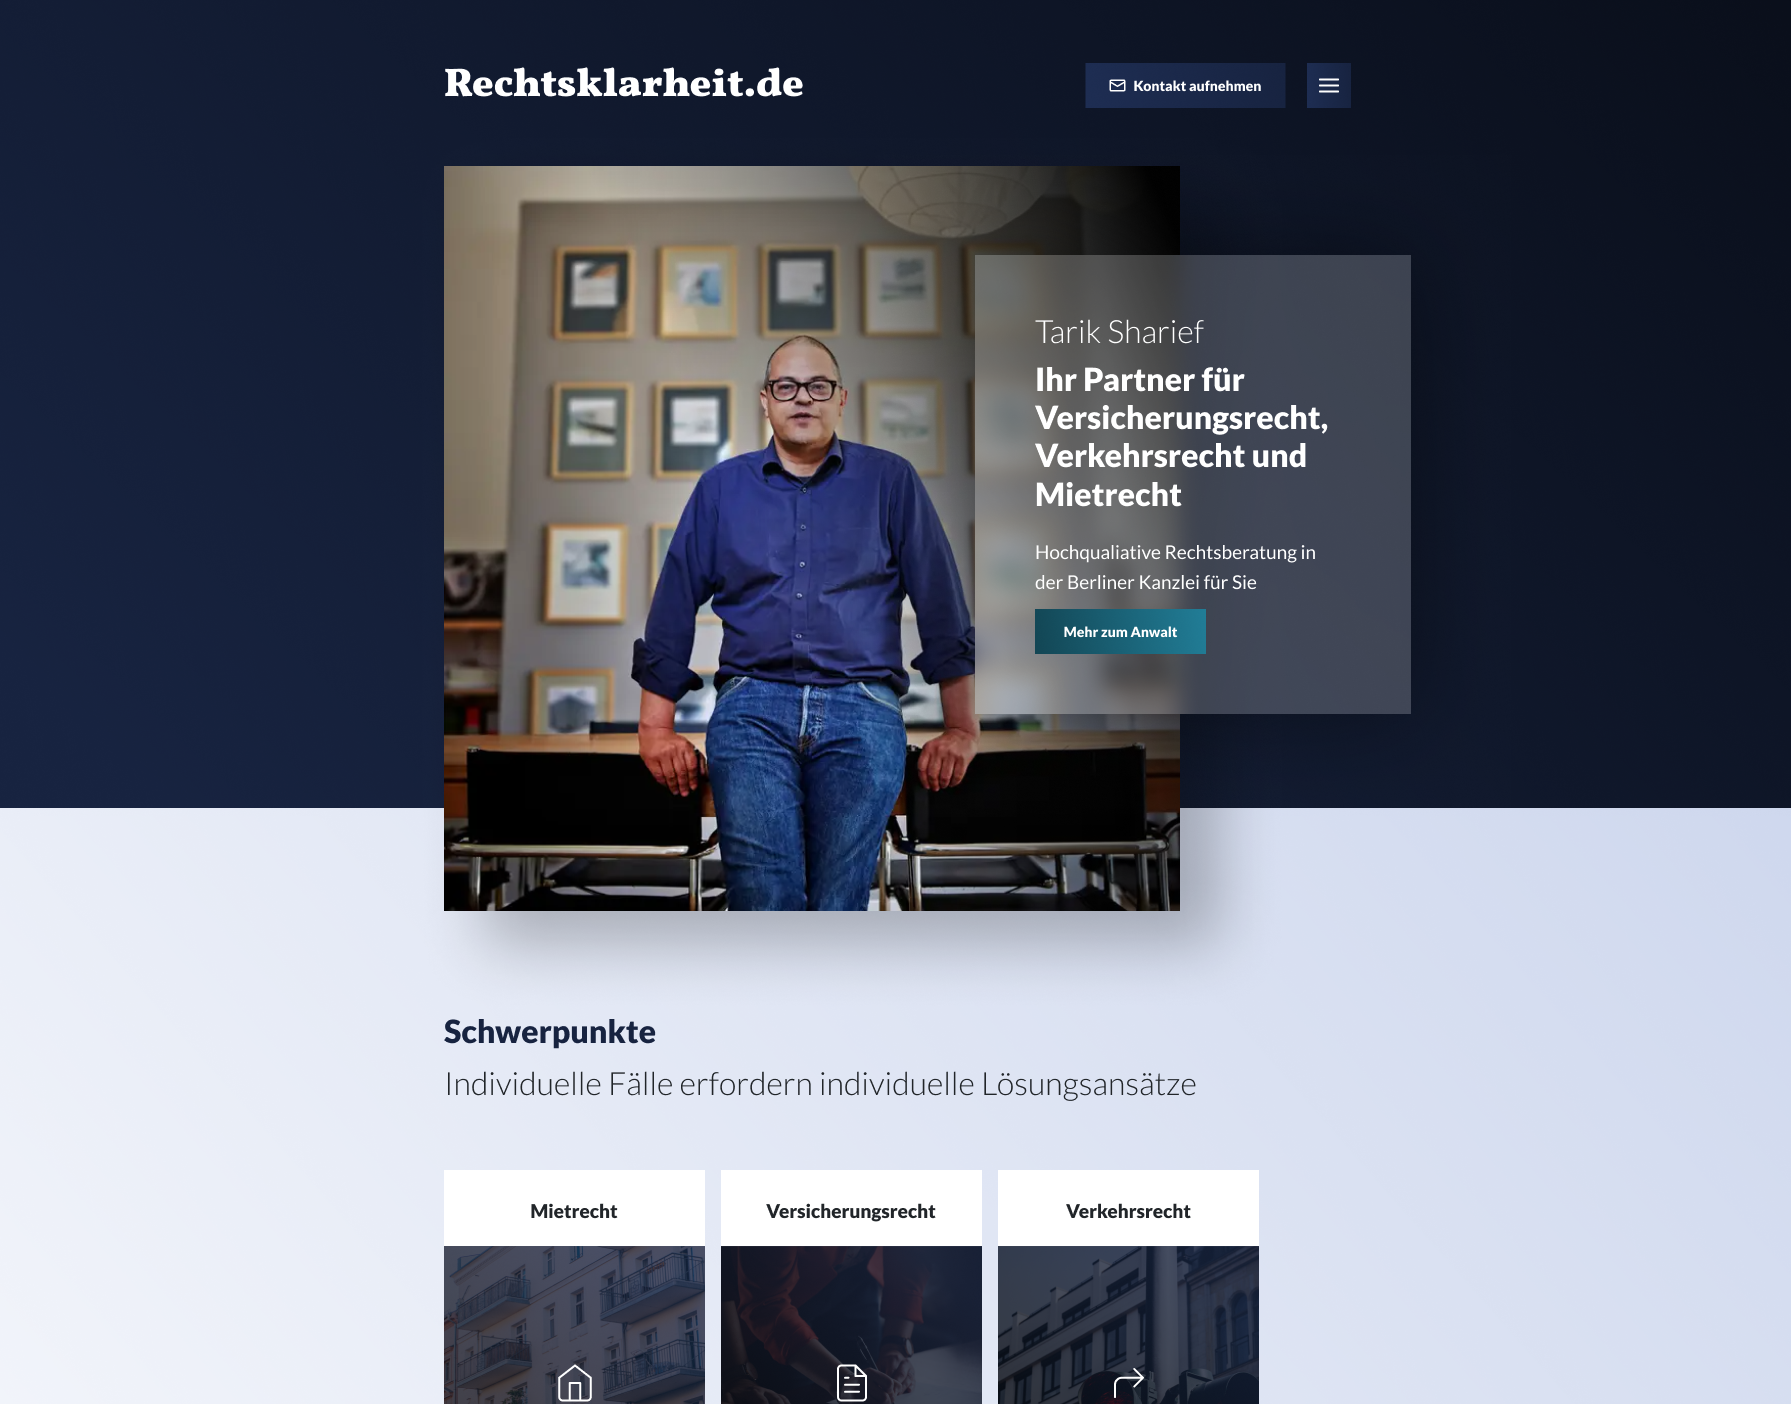 Rechtsklarheit.de
Kontakt aufnehmen
Tarik Sharief
Ihr Partner für
Versicherungsrecht,
Verkehrsrecht und
Mietrecht
Hochqualiative Rechtsberatung in
der Berliner Kanzlei für Sie
Mehr zum Anwalt
Schwerpunkte
Individuelle Fälle erfordern individuelle Lösungsansätze
Mietrecht
Versicherungsrecht
Verkehrsrecht